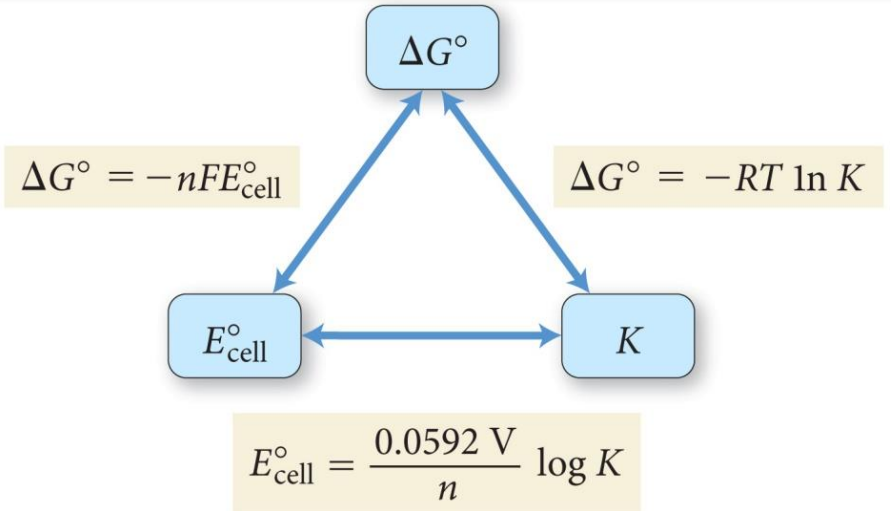 ΔG°
ΔG° = −nFE°cell
ΔG° = −RT ln K
E°cell
K
E°cell = 0.0592 V / n log K